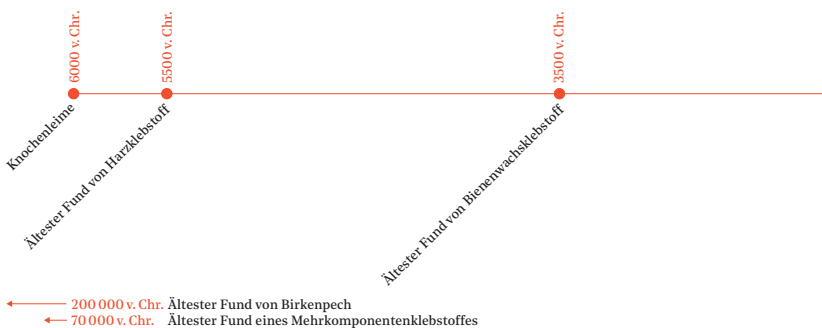 6000 v. Chr.
5500 v. Chr.
3500 v. Chr.
Knochenleime
Ältester Fund von Harzklebstoff
Ältester Fund von Bienenwachsklebstoff
200 000 v. Chr. Ältester Fund von Birkenpech
70 000 v. Chr. Ältester Fund eines Mehrkomponentenklebstoffes